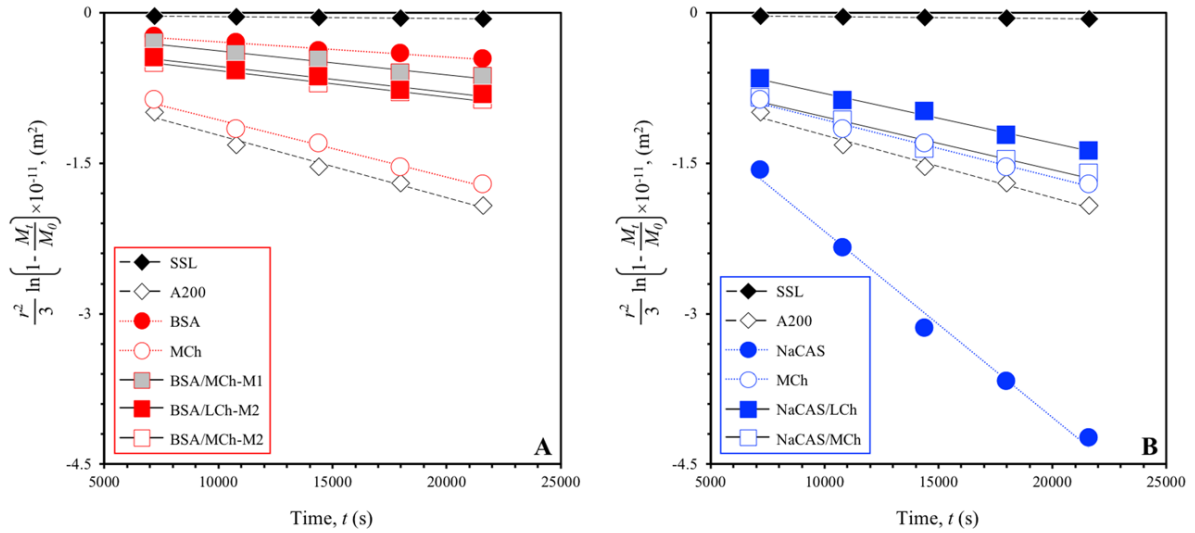 0
-1.5
-3
-4.5
5000 10000 15000 20000 25000
Time, t (s)
r²/3 ln{1-Mt/M0}×10⁻¹¹, (m²)
SSL
A200
BSA
MCh
BSA/MCh-M1
BSA/LCh-M2
BSA/MCh-M2
A
0
-1.5
-3
-4.5
5000 10000 15000 20000 25000
Time, t (s)
r²/3 ln{1-Mt/M0}×10⁻¹¹, (m²)
SSL
A200
NaCAS
MCh
NaCAS/LCh
NaCAS/MCh
B